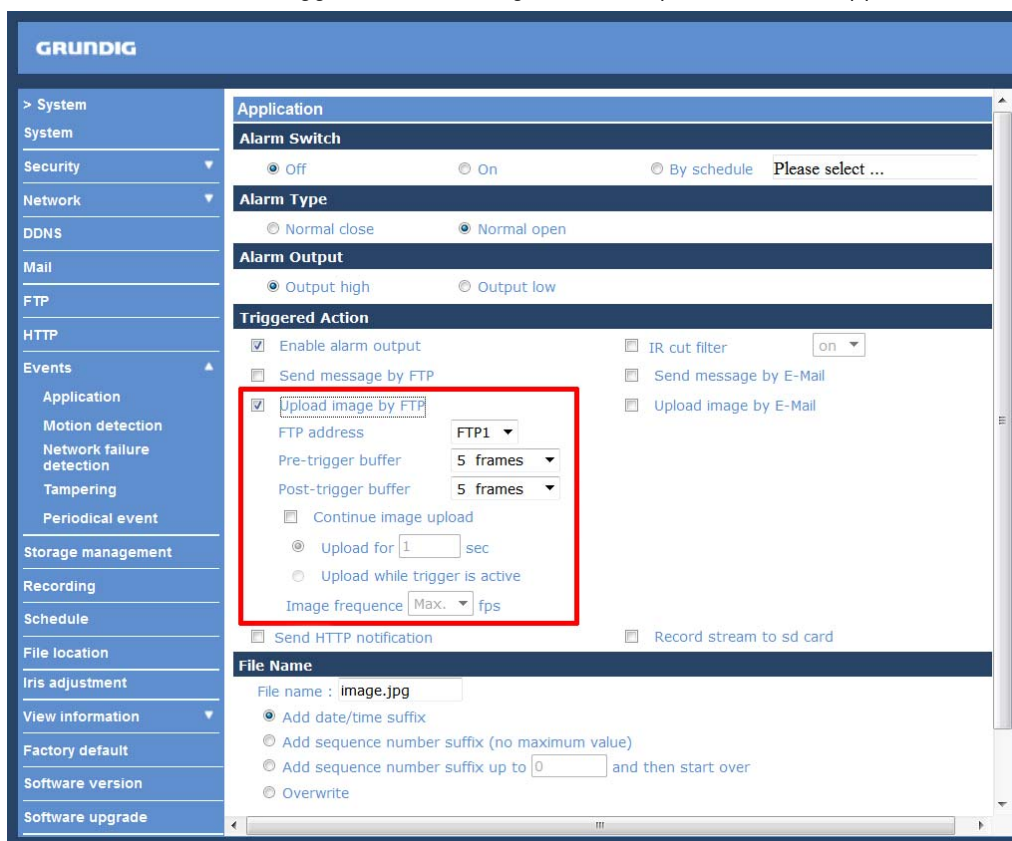 GRUNDIG
> System
System
Security
Network
DDNS
Mail
FTP
HTTP
Events
Application
Motion detection
Network failure
detection
Tampering
Periodical event
Storage management
Recording
Schedule
File location
Iris adjustment
View information
Factory default
Software version
Software upgrade
Application
Alarm Switch
Off On By schedule Please select ...
Alarm Type
Normal close Normal open
Alarm Output
Output high Output low
Triggered Action
Enable alarm output IR cut filter on
Send message by FTP Send message by E-Mail
Upload image by FTP Upload image by E-Mail
FTP address FTP1
Pre-trigger buffer 5 frames
Post-trigger buffer 5 frames
Continue image upload
Upload for 1 sec
Upload while trigger is active
Image frequence Max. fps
Send HTTP notification Record stream to sd card
File Name
File name : image.jpg
Add date/time suffix
Add sequence number suffix (no maximum value)
Add sequence number suffix up to 0 and then start over
Overwrite